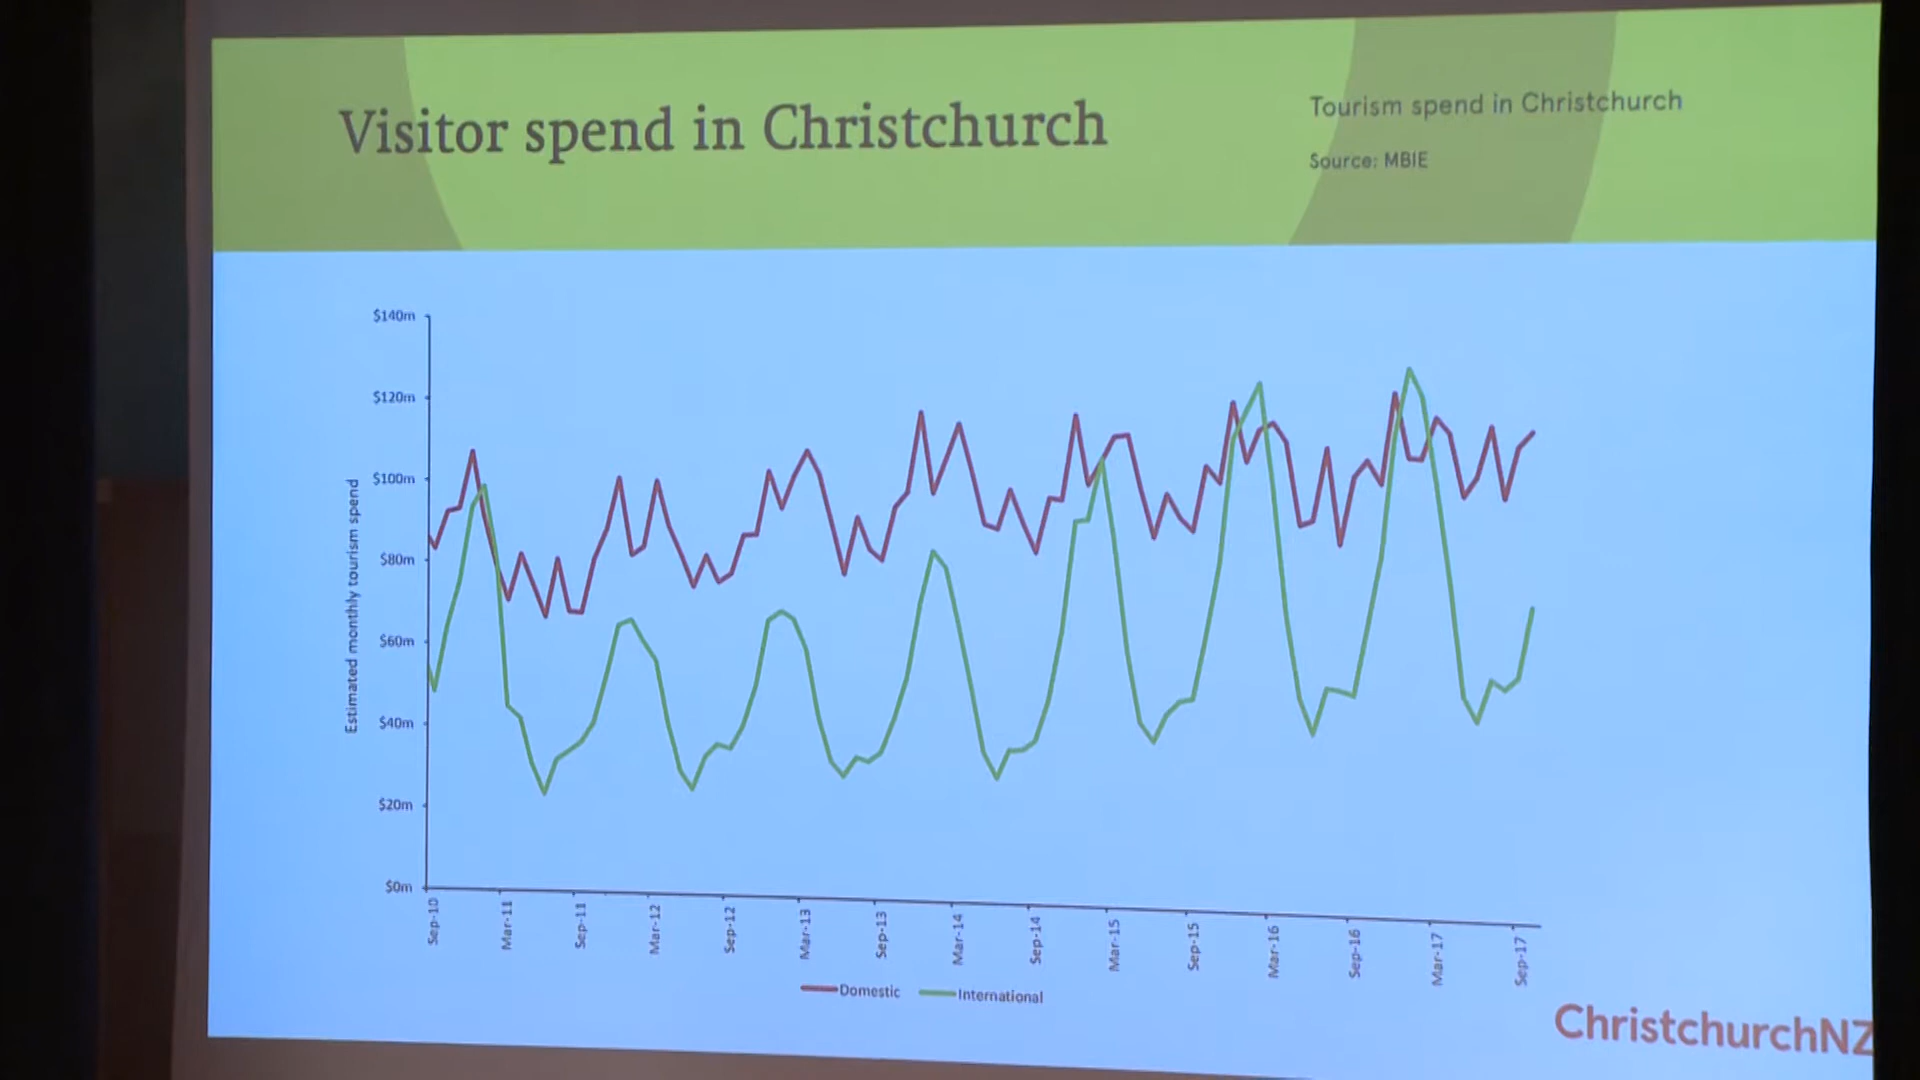 Visitor spend in Christchurch
Tourism spend in Christchurch
Source: MBIE
Estimated monthly tourism spend
$140m
$120m
$100m
$80m
$60m
$40m
$20m
$0m
Sep-10
Mar-11
Sep-11
Mar-12
Sep-12
Mar-13
Sep-13
Mar-14
Sep-14
Mar-15
Sep-15
Mar-16
Sep-16
Mar-17
Sep-17
Domestic
International
ChristchurchNZ